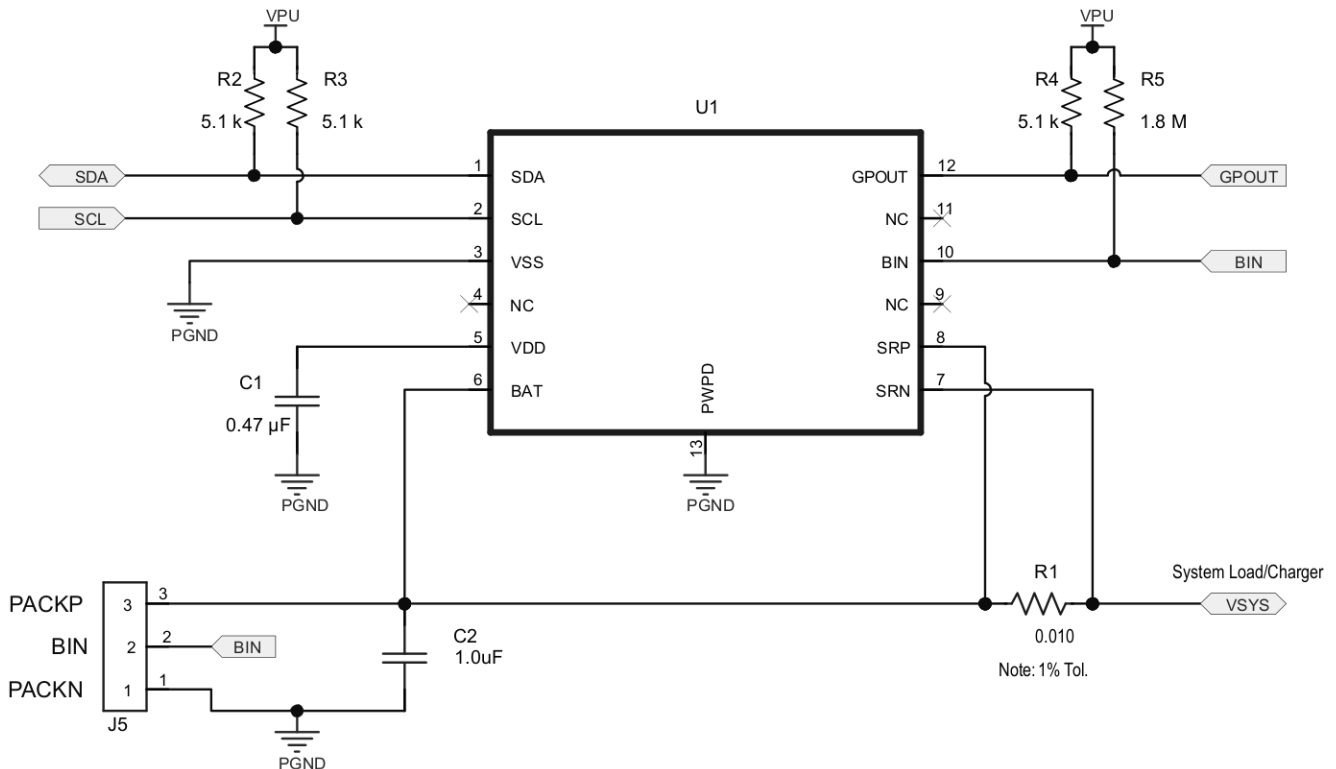 VPU
VPU
R2
R3
R4
R5
5.1 k
5.1 k
U1
5.1 k
1.8 M
SDA
1
SDA
GPOUT
12
GPOUT
SCL
2
SCL
NC
11
3
VSS
BIN
10
BIN
PGND
4
NC
NC
9
5
VDD
SRP
8
C1
0.47 µF
6
BAT
SRN
7
PWPD
13
PGND
PGND
PACKP
3
3
R1
System Load/Charger
VSYS
BIN
2
2
BIN
C2
1.0uF
0.010
Note: 1% Tol.
PACKN
1
1
J5
PGND